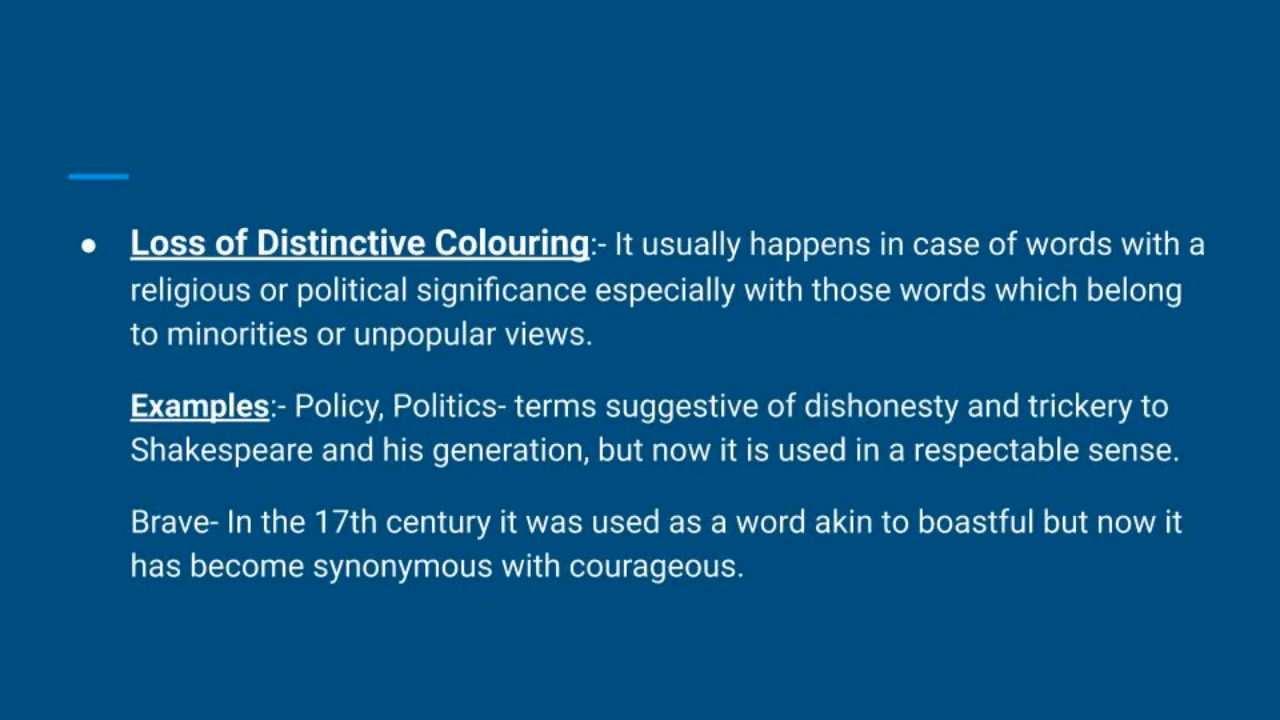 ● Loss of Distinctive Colouring:- It usually happens in case of words with a
religious or political significance especially with those words which belong
to minorities or unpopular views.
Examples:- Policy, Politics- terms suggestive of dishonesty and trickery to
Shakespeare and his generation, but now it is used in a respectable sense.
Brave- In the 17th century it was used as a word akin to boastful but now it
has become synonymous with courageous.